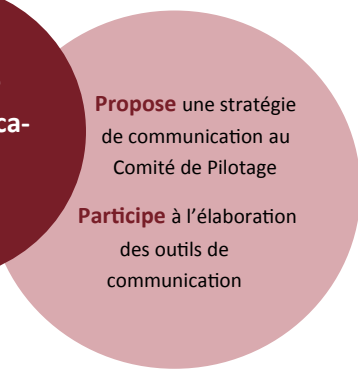 ca-
Propose une stratégie
de communication au
Comité de Pilotage
Participe à l'élaboration
des outils de
communication